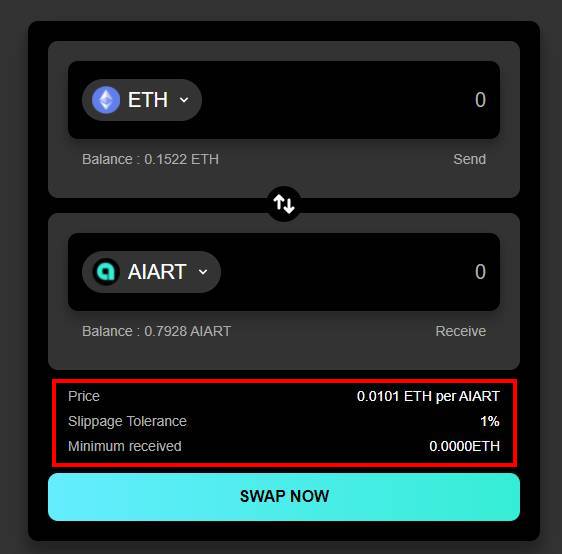 ETH 0
Balance : 0.1522 ETH Send
AIART 0
Balance : 0.7928 AIART Receive
Price 0.0101 ETH per AIART
Slippage Tolerance 1%
Minimum received 0.0000ETH
SWAP NOW